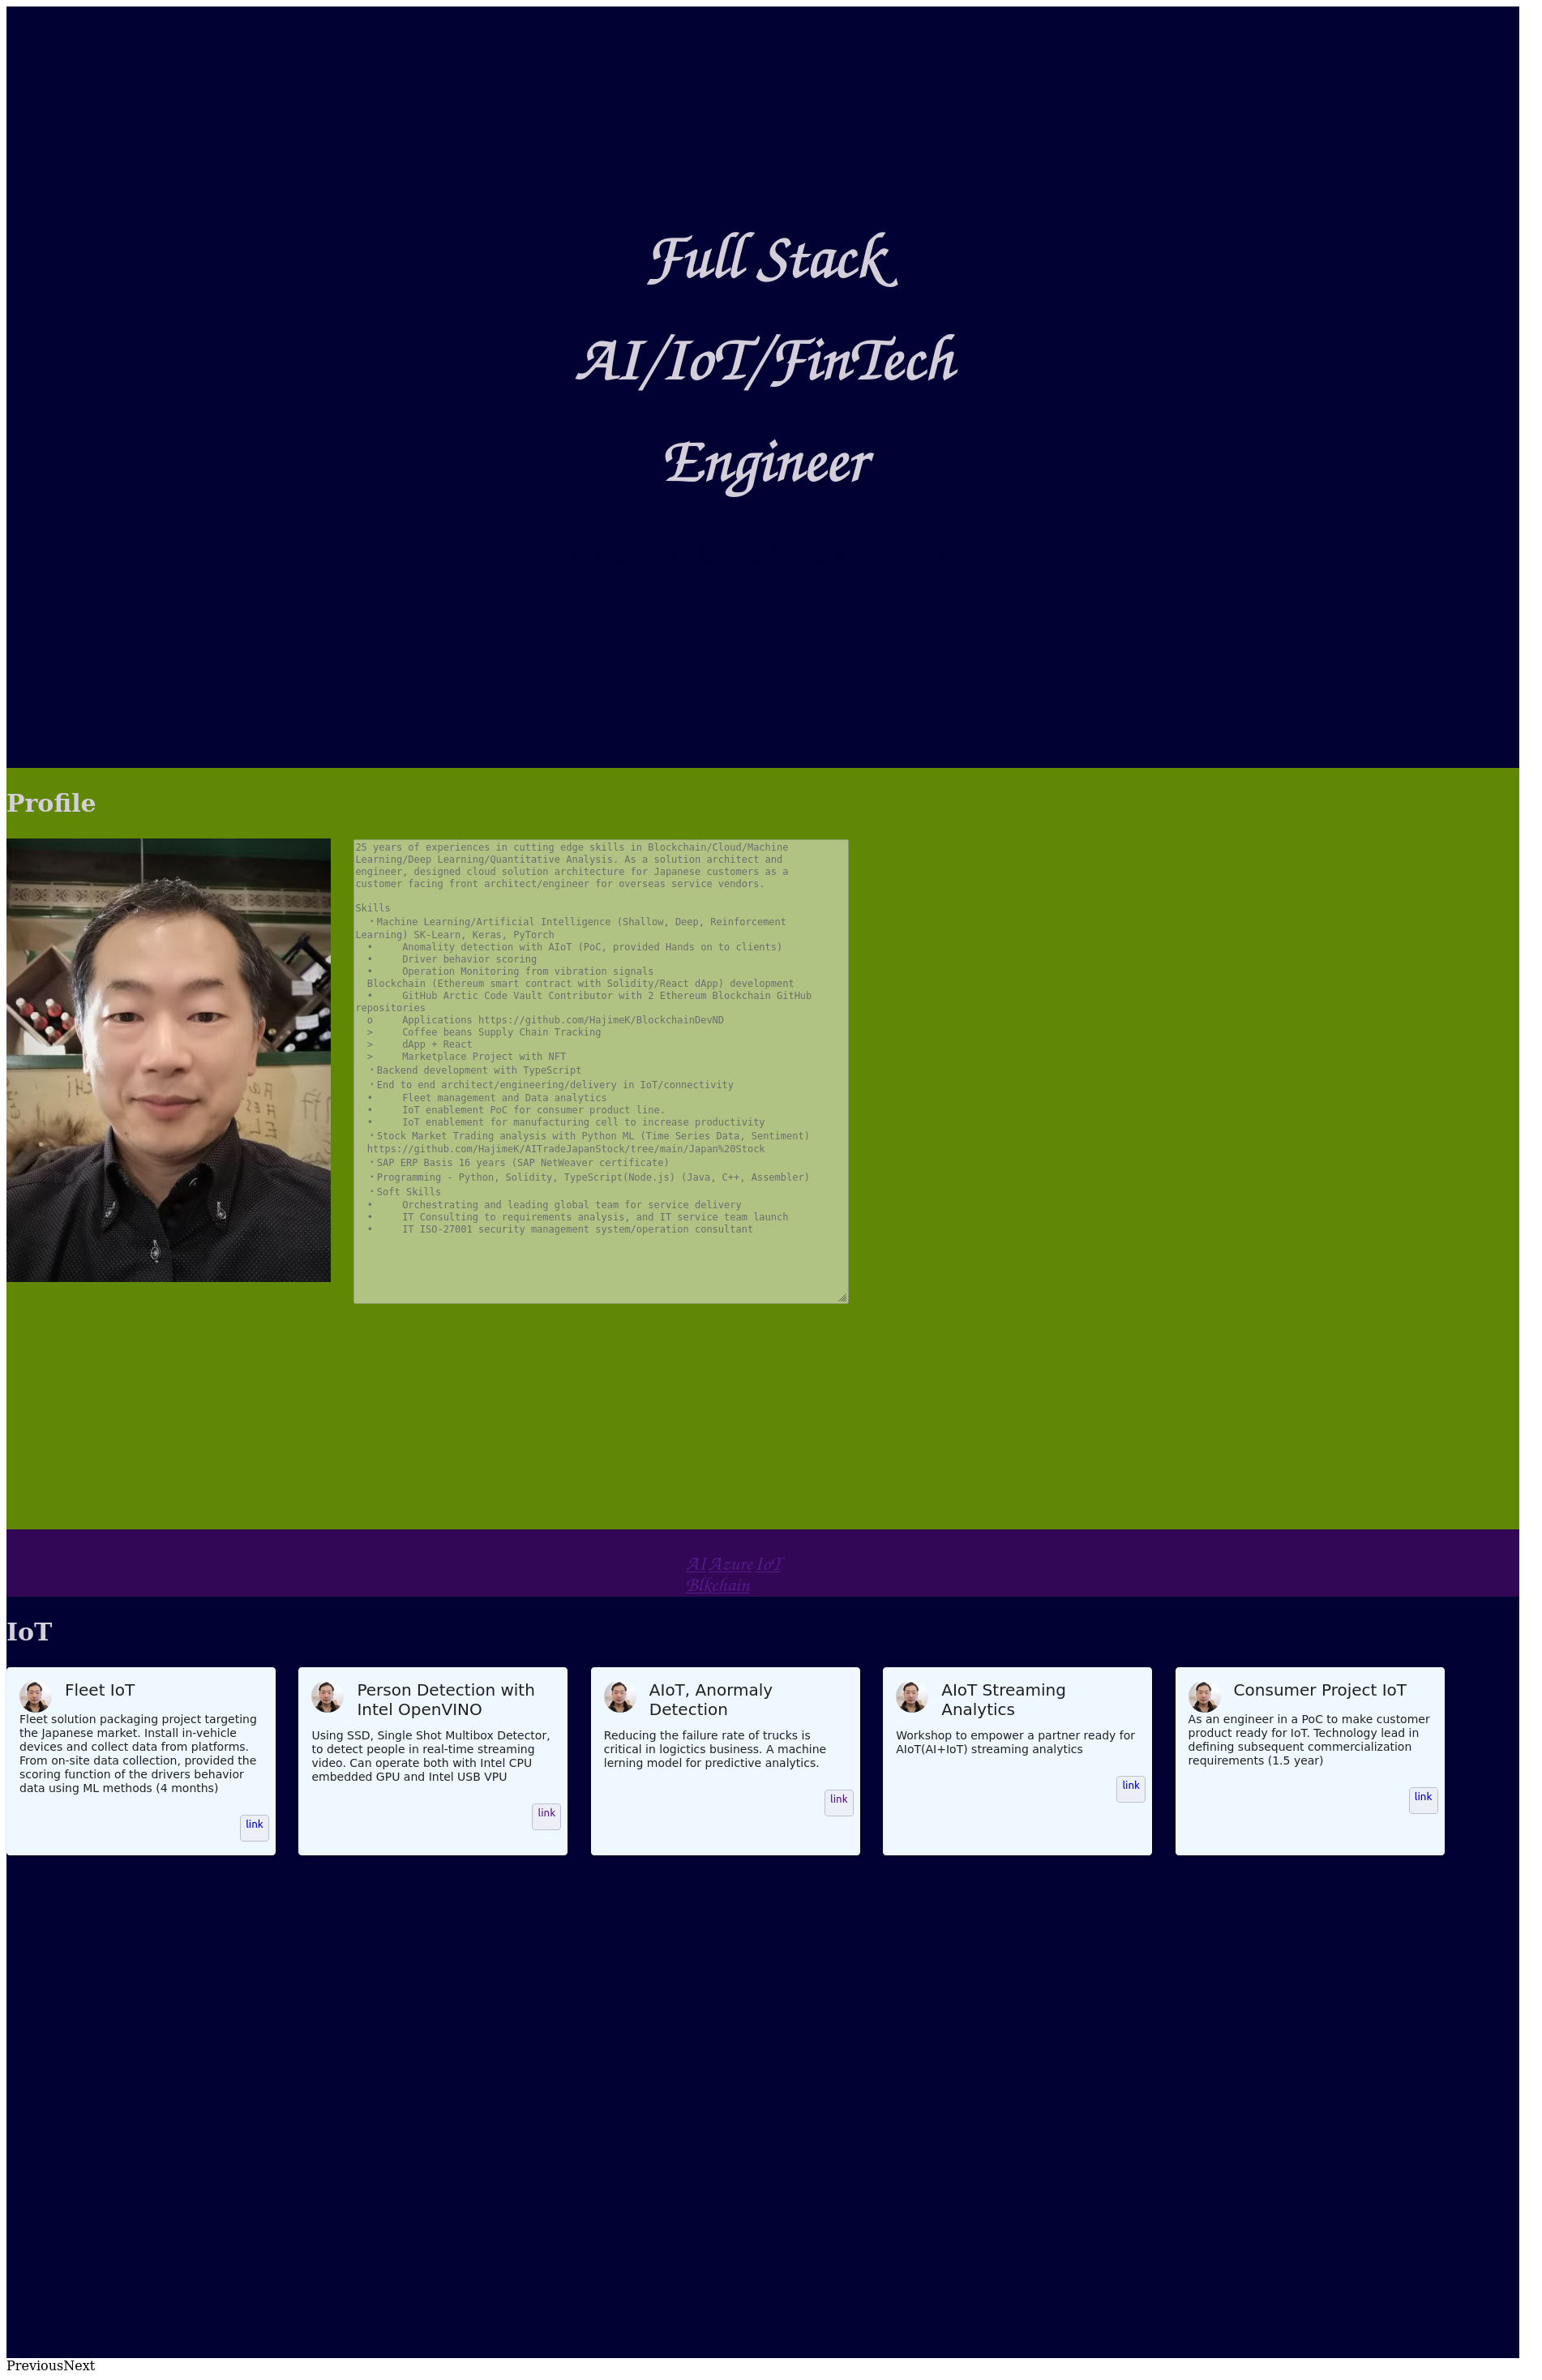 Full Stack
AI/IoT/FinTech
Engineer
Profile
25 years of experiences in cutting edge skills in Blockchain/Cloud/Machine
Learning/Deep Learning/Quantitative Analysis. As a solution architect and
engineer, designed cloud solution architecture for Japanese customers as a
customer facing front architect/engineer for overseas service vendors.
Skills
・Machine Learning/Artificial Intelligence (Shallow, Deep, Reinforcement
Learning) SK-Learn, Keras, PyTorch
• Anomality detection with AIoT (PoC, provided Hands on to clients)
• Driver behavior scoring
• Operation Monitoring from vibration signals
Blockchain (Ethereum smart contract with Solidity/React dApp) development
• GitHub Arctic Code Vault Contributor with 2 Ethereum Blockchain GitHub
repositories
o Applications https://github.com/HajimeK/BlockchainDevND
> Coffee beans Supply Chain Tracking
> dApp + React
> Marketplace Project with NFT
・Backend development with TypeScript
・End to end architect/engineering/delivery in IoT/connectivity
• Fleet management and Data analytics
• IoT enablement PoC for consumer product line.
• IoT enablement for manufacturing cell to increase productivity
・Stock Market Trading analysis with Python ML (Time Series Data, Sentiment)
https://github.com/HajimeK/AITradeJapanStock/tree/main/Japan%20Stock
・SAP ERP Basis 16 years (SAP NetWeaver certificate)
・Programming - Python, Solidity, TypeScript(Node.js) (Java, C++, Assembler)
・Soft Skills
• Orchestrating and leading global team for service delivery
• IT Consulting to requirements analysis, and IT service team launch
• IT ISO-27001 security management system/operation consultant
AI Azure IoT
Blkchain
IoT
Fleet IoT
Fleet solution packaging project targeting
the Japanese market. Install in-vehicle
devices and collect data from platforms.
From on-site data collection, provided the
scoring function of the drivers behavior
data using ML methods (4 months)
link
Person Detection with
Intel OpenVINO
Using SSD, Single Shot Multibox Detector,
to detect people in real-time streaming
video. Can operate both with Intel CPU
embedded GPU and Intel USB VPU
link
AIoT, Anormaly
Detection
Reducing the failure rate of trucks is
critical in logictics business. A machine
lerning model for predictive analytics.
link
AIoT Streaming
Analytics
Workshop to empower a partner ready for
AIoT(AI+IoT) streaming analytics
link
Consumer Project IoT
As an engineer in a PoC to make customer
product ready for IoT. Technology lead in
defining subsequent commercialization
requirements (1.5 year)
link
PreviousNext